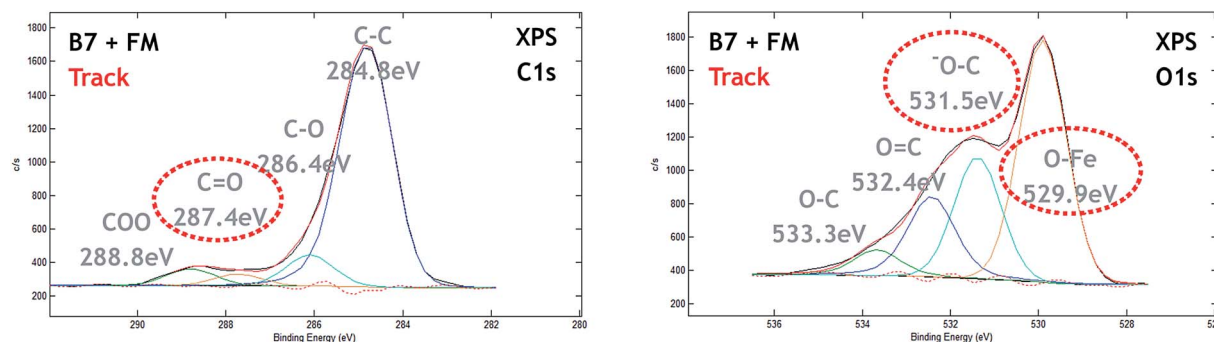 B7 + FM
Track
XPS
C1s
C-C
284.8eV
C-O
286.4eV
C=O
287.4eV
COO
288.8eV
c/s
1800
1600
1400
1200
1000
800
600
400
200
290
288
286
284
282
280
Binding Energy (eV)
B7 + FM
Track
XPS
O1s
⁻O-C
531.5eV
O=C
532.4eV
O-Fe
529.9eV
O-C
533.3eV
c/s
1800
1600
1400
1200
1000
800
600
400
200
536
534
532
530
528
Binding Energy (eV)